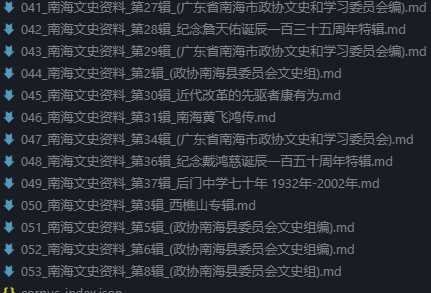 041_南海文史资料_第27辑_(广东省南海市政协文史和学习委员会编).md
042_南海文史资料_第28辑_纪念詹天佑诞辰一百三十五周年特辑.md
043_南海文史资料_第29辑_(广东省南海市政协文史和学习委员会编).md
044_南海文史资料_第2辑_(政协南海县委员会文史组).md
045_南海文史资料_第30辑_近代改革的先驱者康有为.md
046_南海文史资料_第31辑_南海黄飞鸿传.md
047_南海文史资料_第34辑_(广东省南海市政协文史和学习委员会).md
048_南海文史资料_第36辑_纪念戴鸿慈诞辰一百五十周年特辑.md
049_南海文史资料_第37辑_后门中学七十年 1932年-2002年.md
050_南海文史资料_第3辑_西樵山专辑.md
051_南海文史资料_第5辑_(政协南海县委员会文史组编).md
052_南海文史资料_第6辑_(政协南海县委员会文史组编).md
053_南海文史资料_第8辑_(政协南海县委员会文史组).md
corpus_index.json